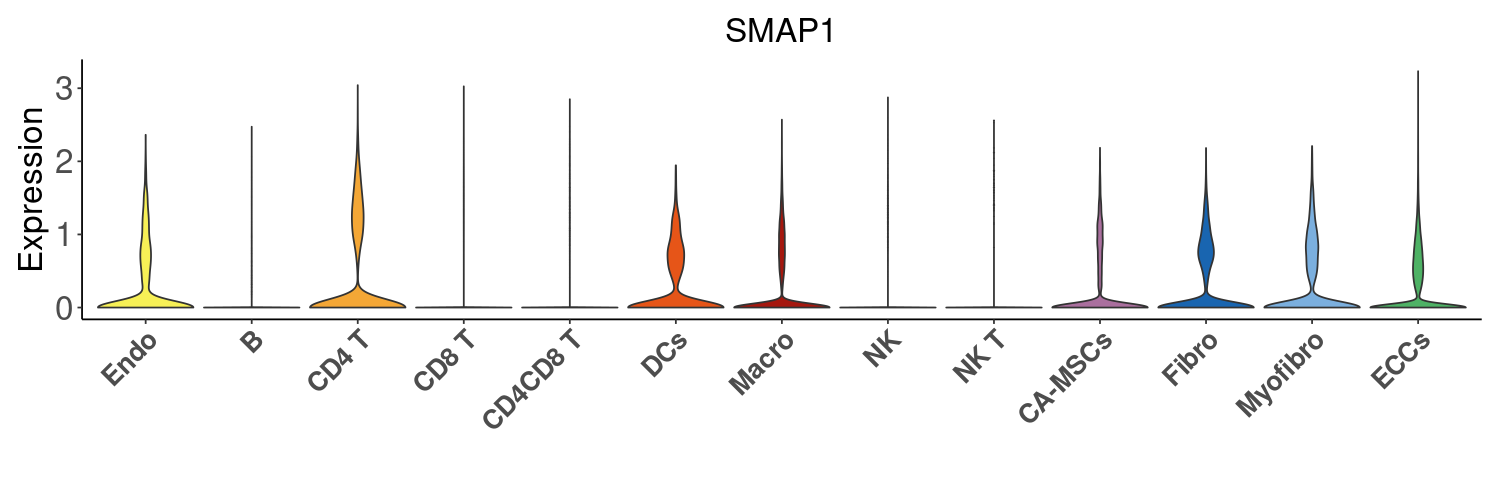 SMAP1
Expression
3
2
1
0
Endo
B
CD4 T
CD8 T
CD4CD8 T
DCs
Macro
NK
NK T
CA-MSCs
Fibro
Myofibro
ECCs